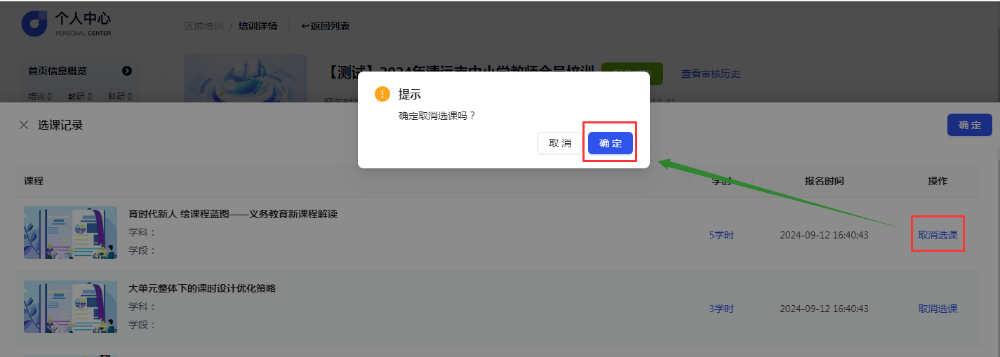 个人中心
PERSONAL CENTER
区域培训 / 培训详情 ↩返回列表
首页信息概览
培训 0 教研 0 科研 0
【测试】2024年清远市中小学教师全员培训
查看审核历史
报名时间
12-31
提示
确定取消选课吗？
取 消 确 定
选课记录 确 定
课程 学时 报名时间 操作
育时代新人 绘课程蓝图——义务教育新课程解读
学科：
学段：
5学时 2024-09-12 16:40:43 取消选课
大单元整体下的课时设计优化策略
学科：
学段：
3学时 2024-09-12 16:40:43 取消选课